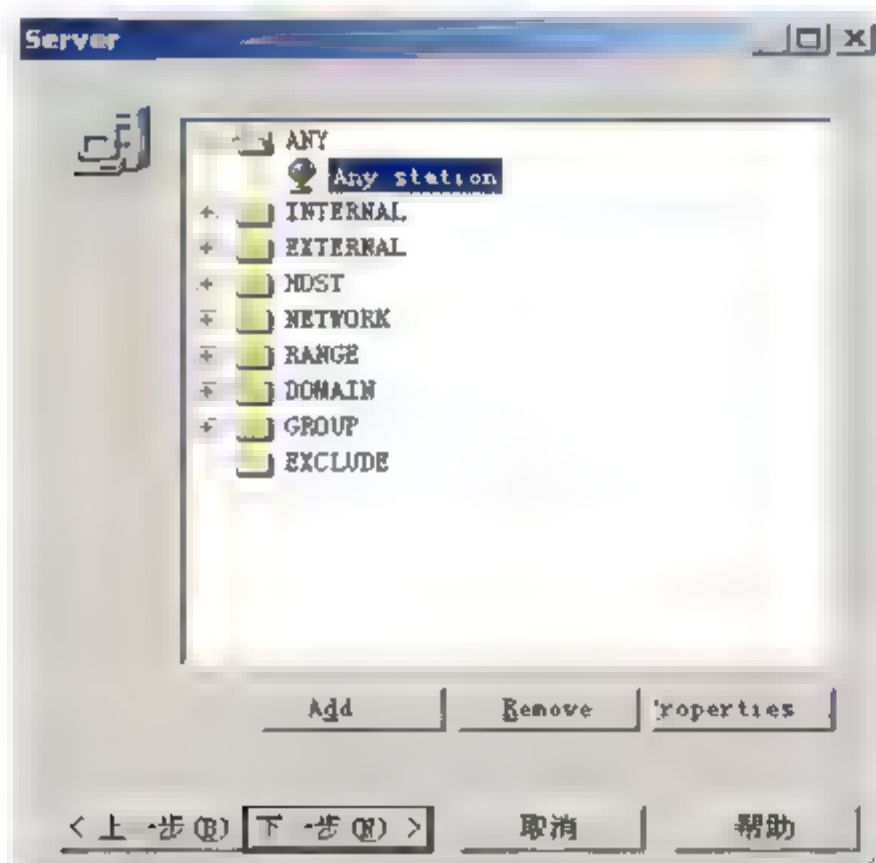 Server
ANY
Any station
INTERNAL
EXTERNAL
HOST
NETWORK
RANGE
DOMAIN
GROUP
EXCLUDE
Add Remove Properties
< 上一步(B) 下一步(N) > 取消 帮助